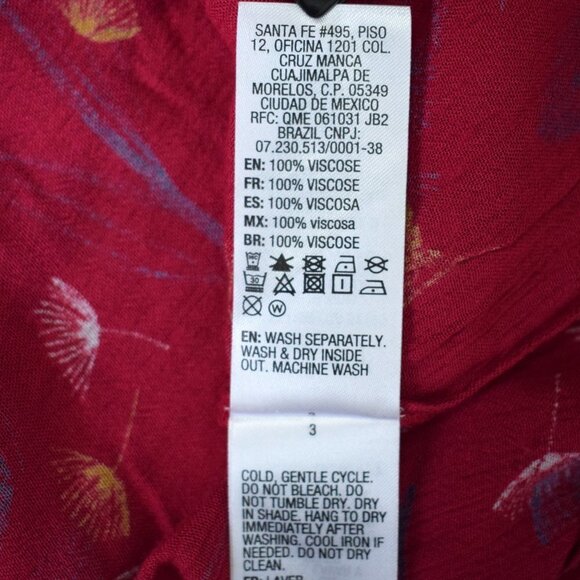 SANTA FE #495, PISO
12, OFICINA 1201 COL.
CRUZ MANCA
CUAJIMALPA DE
MORELOS, C.P. 05349
CIUDAD DE MEXICO
RFC: QME 061031 JB2
BRAZIL CNPJ:
07.230.513/0001-38
EN: 100% VISCOSE
FR: 100% VISCOSE
ES: 100% VISCOSA
MX: 100% viscosa
BR: 100% VISCOSE
30
W
EN: WASH SEPARATELY.
WASH & DRY INSIDE
OUT. MACHINE WASH
3
COLD, GENTLE CYCLE.
DO NOT BLEACH. DO
NOT TUMBLE DRY. DRY
IN SHADE. HANG TO DRY
IMMEDIATELY AFTER
WASHING. COOL IRON IF
NEEDED. DO NOT DRY
CLEAN.
FR: LAVER